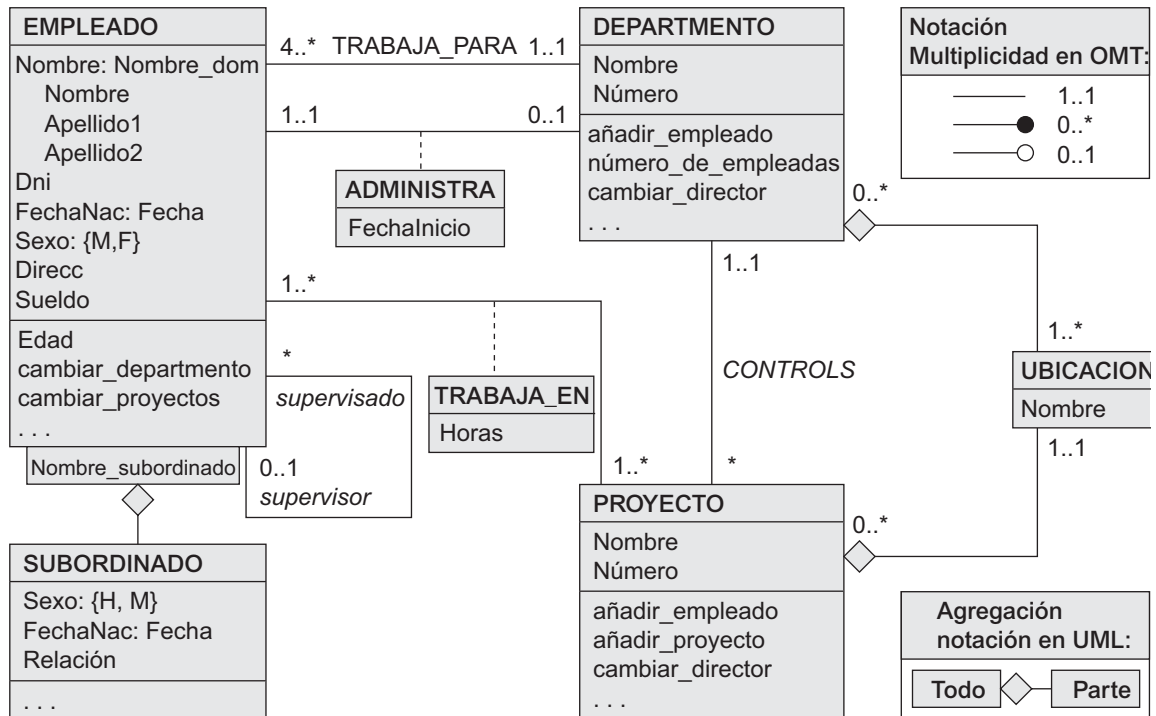 EMPLEADO
Nombre: Nombre_dom
Nombre
Apellido1
Apellido2
Dni
FechaNac: Fecha
Sexo: {M,F}
Direcc
Sueldo
Edad
cambiar_departmento
cambiar_proyectos
. . .
Nombre_subordinado
4..* TRABAJA_PARA 1..1
1..1 0..1
ADMINISTRA
FechaInicio
1..*
*
supervisado
0..1
supervisor
TRABAJA_EN
Horas
1..*
DEPARTMENTO
Nombre
Número
añadir_empleado
número_de_empleadas
cambiar_director
. . .
0..*
1..1
CONTROLS
*
1..*
UBICACION
Nombre
1..1
0..*
PROYECTO
Nombre
Número
añadir_empleado
añadir_proyecto
cambiar_director
. . .
SUBORDINADO
Sexo: {H, M}
FechaNac: Fecha
Relación
. . .
Notación
Multiplicidad en OMT:
1..1
0..*
0..1
Agregación
notación en UML:
Todo Parte